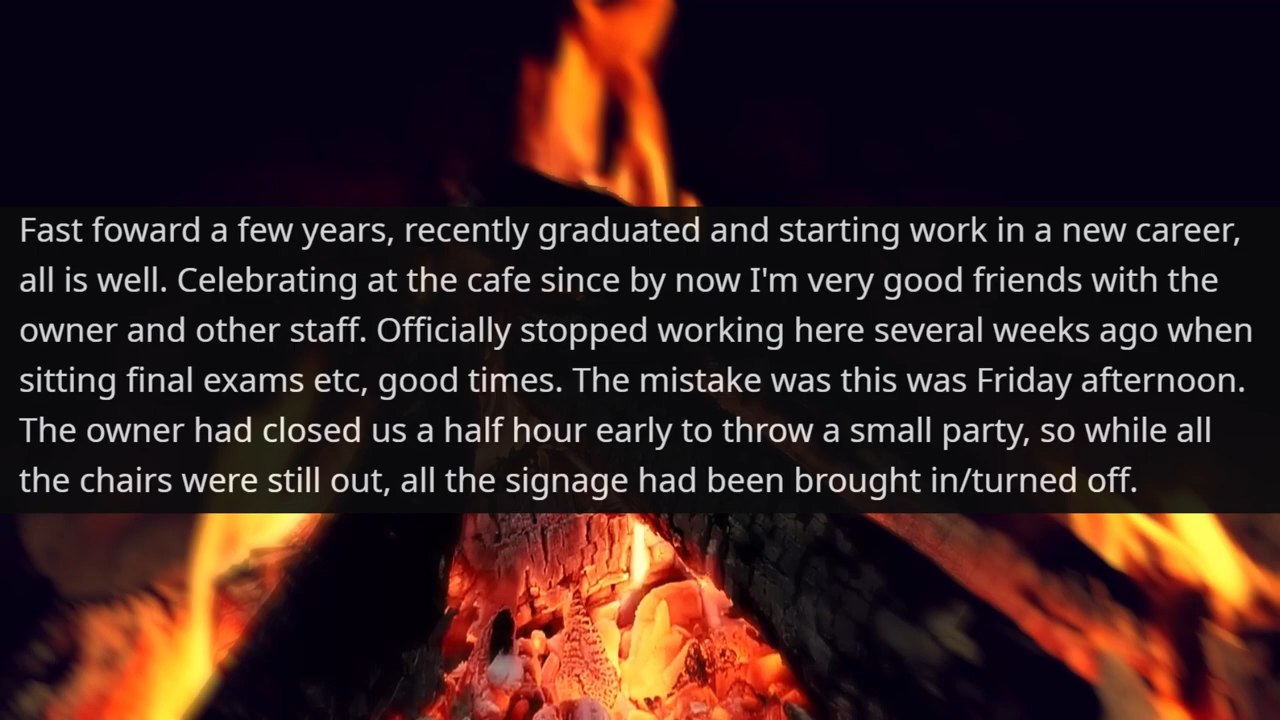 Fast foward a few years, recently graduated and starting work in a new career,
all is well. Celebrating at the cafe since by now I'm very good friends with the
owner and other staff. Officially stopped working here several weeks ago when
sitting final exams etc, good times. The mistake was this was Friday afternoon.
The owner had closed us a half hour early to throw a small party, so while all
the chairs were still out, all the signage had been brought in/turned off.